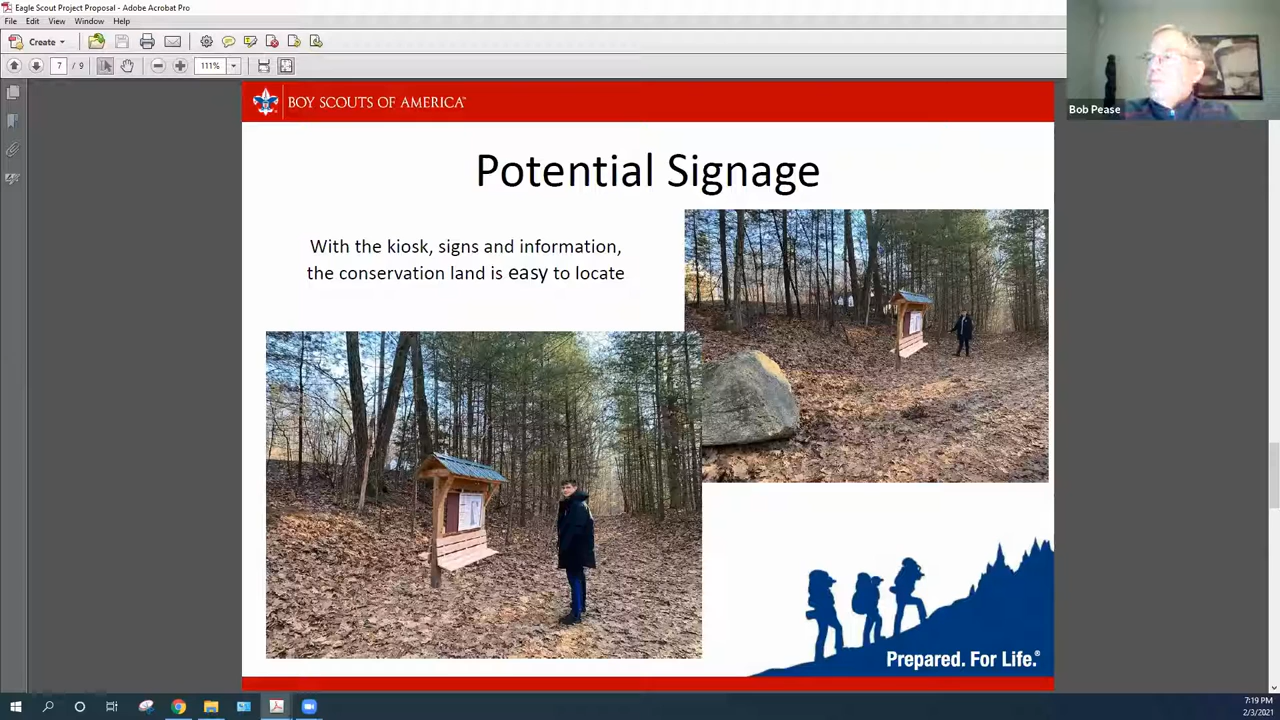 Eagle Scout Project Proposal - Adobe Acrobat Pro
File Edit View Window Help
Create
7 / 9 111%
Bob Pease
BOY SCOUTS OF AMERICA™
Potential Signage
With the kiosk, signs and information,
the conservation land is easy to locate
Prepared. For Life.®
7:19 PM
2/3/2021